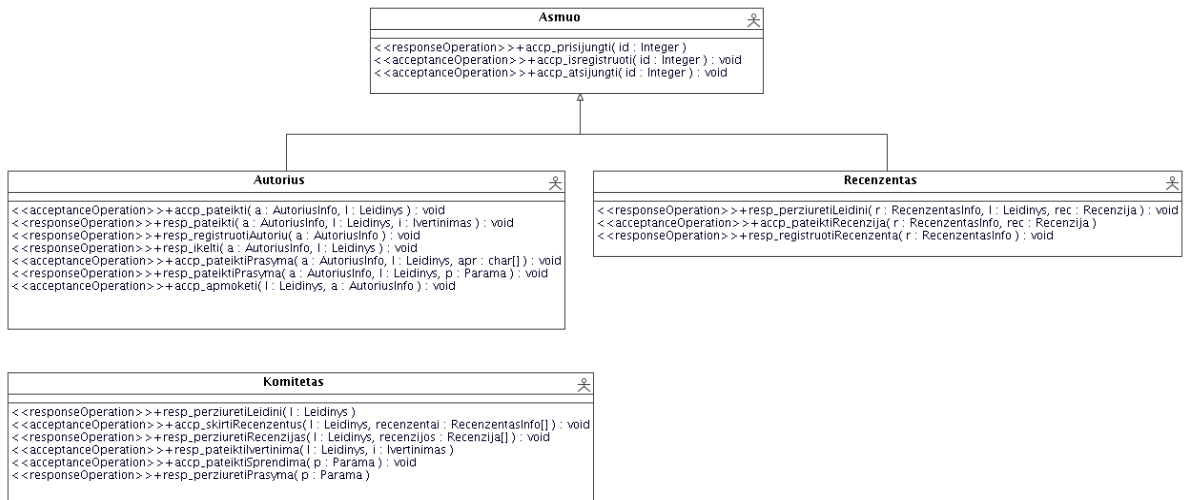 Asmuo
<<responseOperation>>+accp_prisijungti( id : Integer )
<<acceptanceOperation>>+accp_isregistruoti( id : Integer ) : void
<<acceptanceOperation>>+accp_atsijungti( id : Integer ) : void
Autorius
<<acceptanceOperation>>+accp_pateikti( a : AutoriusInfo, l : Leidinys ) : void
<<responseOperation>>+resp_pateikti( a : AutoriusInfo, l : Leidinys, i : Ivertinimas ) : void
<<responseOperation>>+resp_registruotiAutoriu( a : AutoriusInfo ) : void
<<responseOperation>>+resp_ikelti( a : AutoriusInfo, l : Leidinys ) : void
<<acceptanceOperation>>+accp_pateiktiPrasyma( a : AutoriusInfo, l : Leidinys, apr : char[] ) : void
<<responseOperation>>+resp_pateiktiPrasyma( a : AutoriusInfo, l : Leidinys, p : Parama ) : void
<<acceptanceOperation>>+accp_apmoketi( l : Leidinys, a : AutoriusInfo ) : void
Recenzentas
<<responseOperation>>+resp_perziuretiLeidini( r : RecenzentasInfo, l : Leidinys, rec : Recenzija ) : void
<<acceptanceOperation>>+accp_pateiktiRecenzija( r : RecenzentasInfo, rec : Recenzija )
<<responseOperation>>+resp_registruotiRecenzenta( r : RecenzentasInfo ) : void
Komitetas
<<responseOperation>>+resp_perziuretiLeidini( l : Leidinys )
<<acceptanceOperation>>+accp_skirtiRecenzentus( l : Leidinys, recenzentai : RecenzentasInfo[] ) : void
<<responseOperation>>+resp_perziuretiRecenzijas( l : Leidinys, recenzijos : Recenzija[] ) : void
<<acceptanceOperation>>+resp_pateiktiIvertinima( l : Leidinys, i : Ivertinimas )
<<acceptanceOperation>>+accp_pateiktiSprendima( p : Parama ) : void
<<responseOperation>>+resp_perziuretiPrasyma( p : Parama )